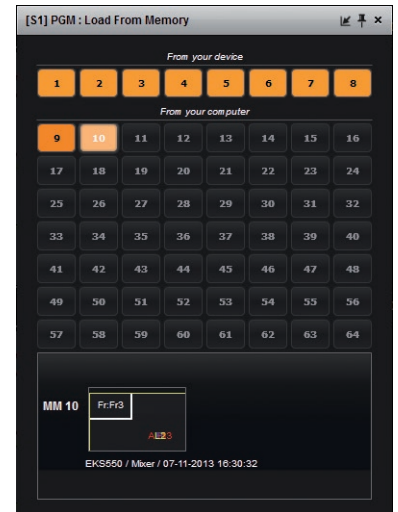 [S1] PGM : Load From Memory
From your device
1 2 3 4 5 6 7 8
From your computer
9 10 11 12 13 14 15 16
17 18 19 20 21 22 23 24
25 26 27 28 29 30 31 32
33 34 35 36 37 38 39 40
41 42 43 44 45 46 47 48
49 50 51 52 53 54 55 56
57 58 59 60 61 62 63 64
MM 10
Fr:Fr3
EKS550 / Mixer / 07-11-2013 16:30:32